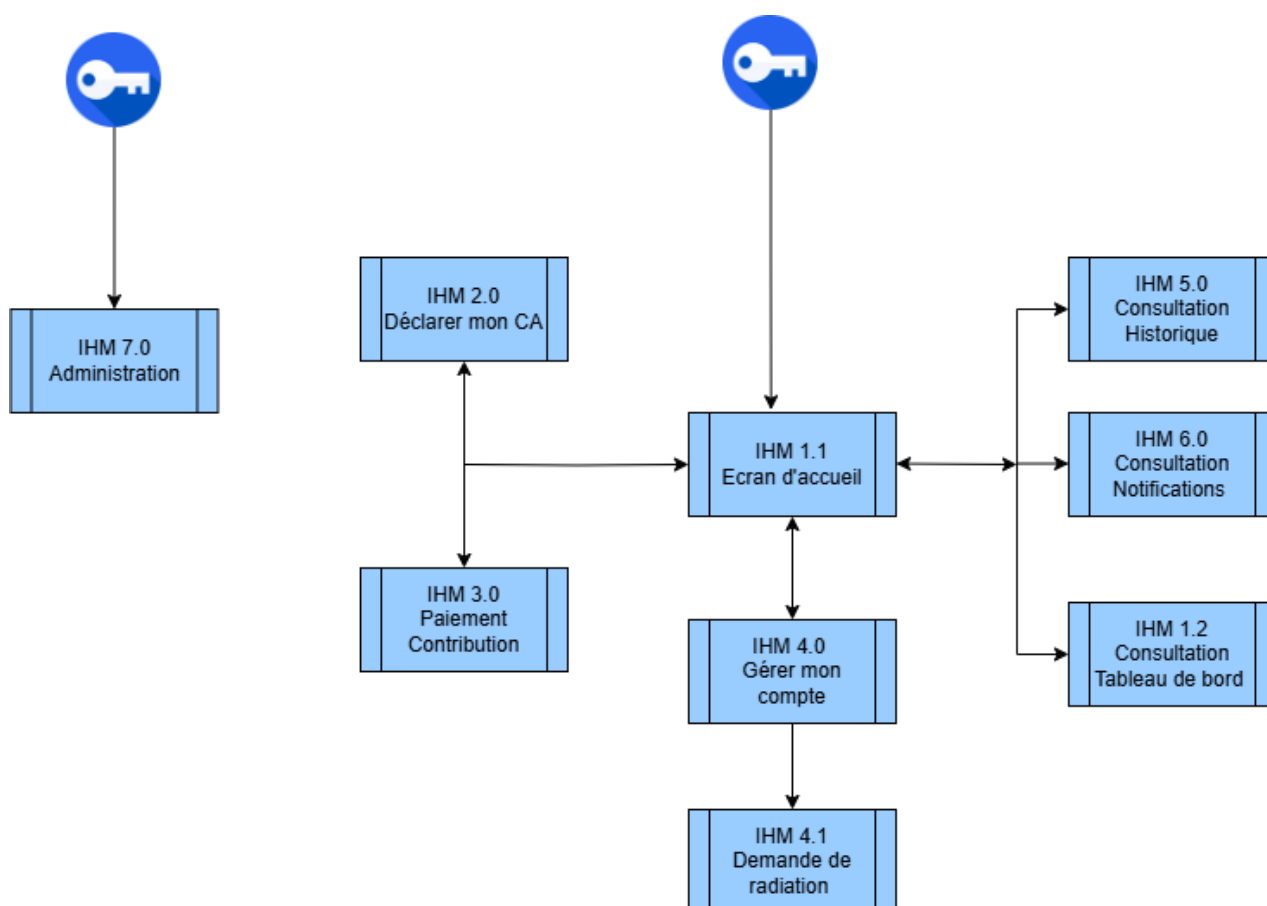 IHM 7.0
Administration
IHM 2.0
Déclarer mon CA
IHM 3.0
Paiement
Contribution
IHM 1.1
Ecran d'accueil
IHM 4.0
Gérer mon
compte
IHM 4.1
Demande de
radiation
IHM 5.0
Consultation
Historique
IHM 6.0
Consultation
Notifications
IHM 1.2
Consultation
Tableau de bord